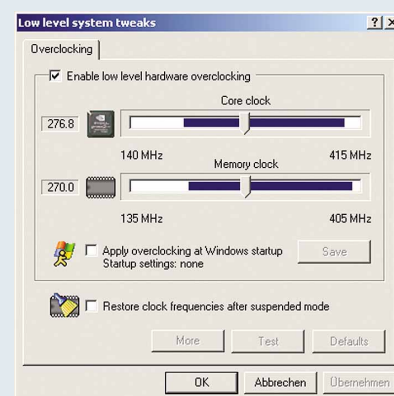 Low level system tweaks
Overclocking
Enable low level hardware overclocking
Core clock
276.8
140 MHz
415 MHz
Memory clock
270.0
135 MHz
405 MHz
Apply overclocking at Windows startup
Save
Startup settings: none
Restore clock frequencies after suspended mode
More
Test
Defaults
OK
Abbrechen
Übernehmen